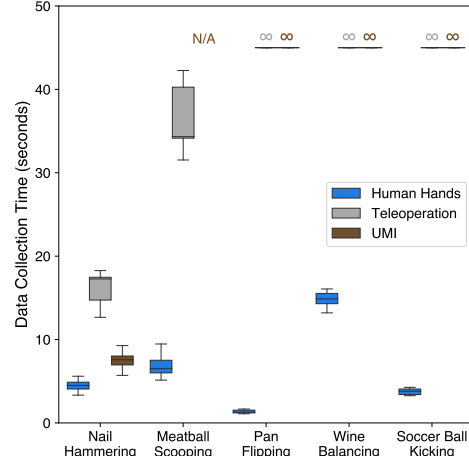 50
N/A
∞ ∞ ∞ ∞ ∞ ∞
40
30
20
10
0
Data Collection Time (seconds)
Human Hands
Teleoperation
UMI
Nail
Hammering
Meatball
Scooping
Pan
Flipping
Wine
Balancing
Soccer Ball
Kicking